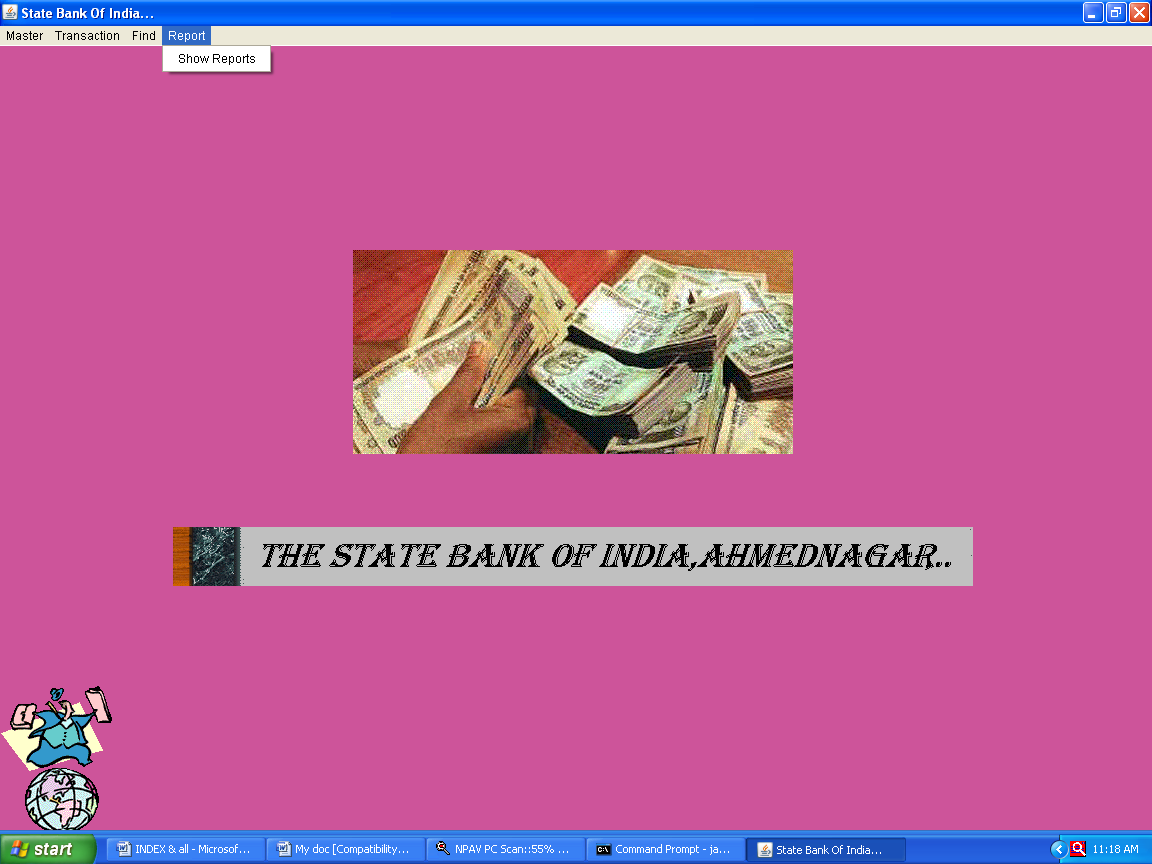 State Bank Of India...
Master Transaction Find Report
Show Reports
THE STATE BANK OF INDIA,AHMEDNAGAR..
start
INDEX & all - Microsof...
My doc [Compatibility...
NPAV PC Scan::55% ...
Command Prompt - ja...
State Bank Of India...
11:18 AM